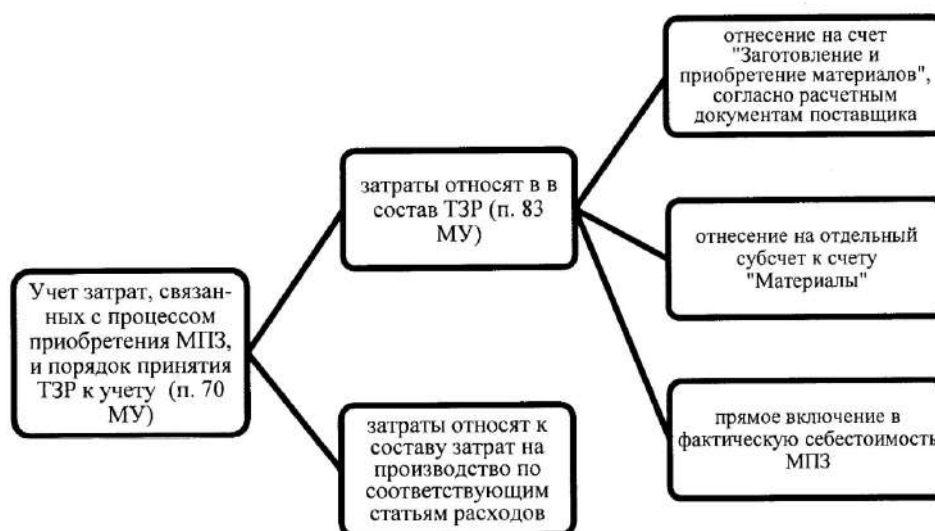 Учет затрат, связан-
ных с процессом
приобретения МПЗ,
и порядок принятия
ТЗР к учету (п. 70
МУ)
затраты относят в в
состав ТЗР (п. 83
МУ)
затраты относят к
составу затрат на
производство по
соответствующим
статьям расходов
отнесение на счет
"Заготовление и
приобретение материалов",
согласно расчетным
документам поставщика
отнесение на отдельный
субсчет к счету
"Материалы"
прямое включение в
фактическую себестоимость
МПЗ